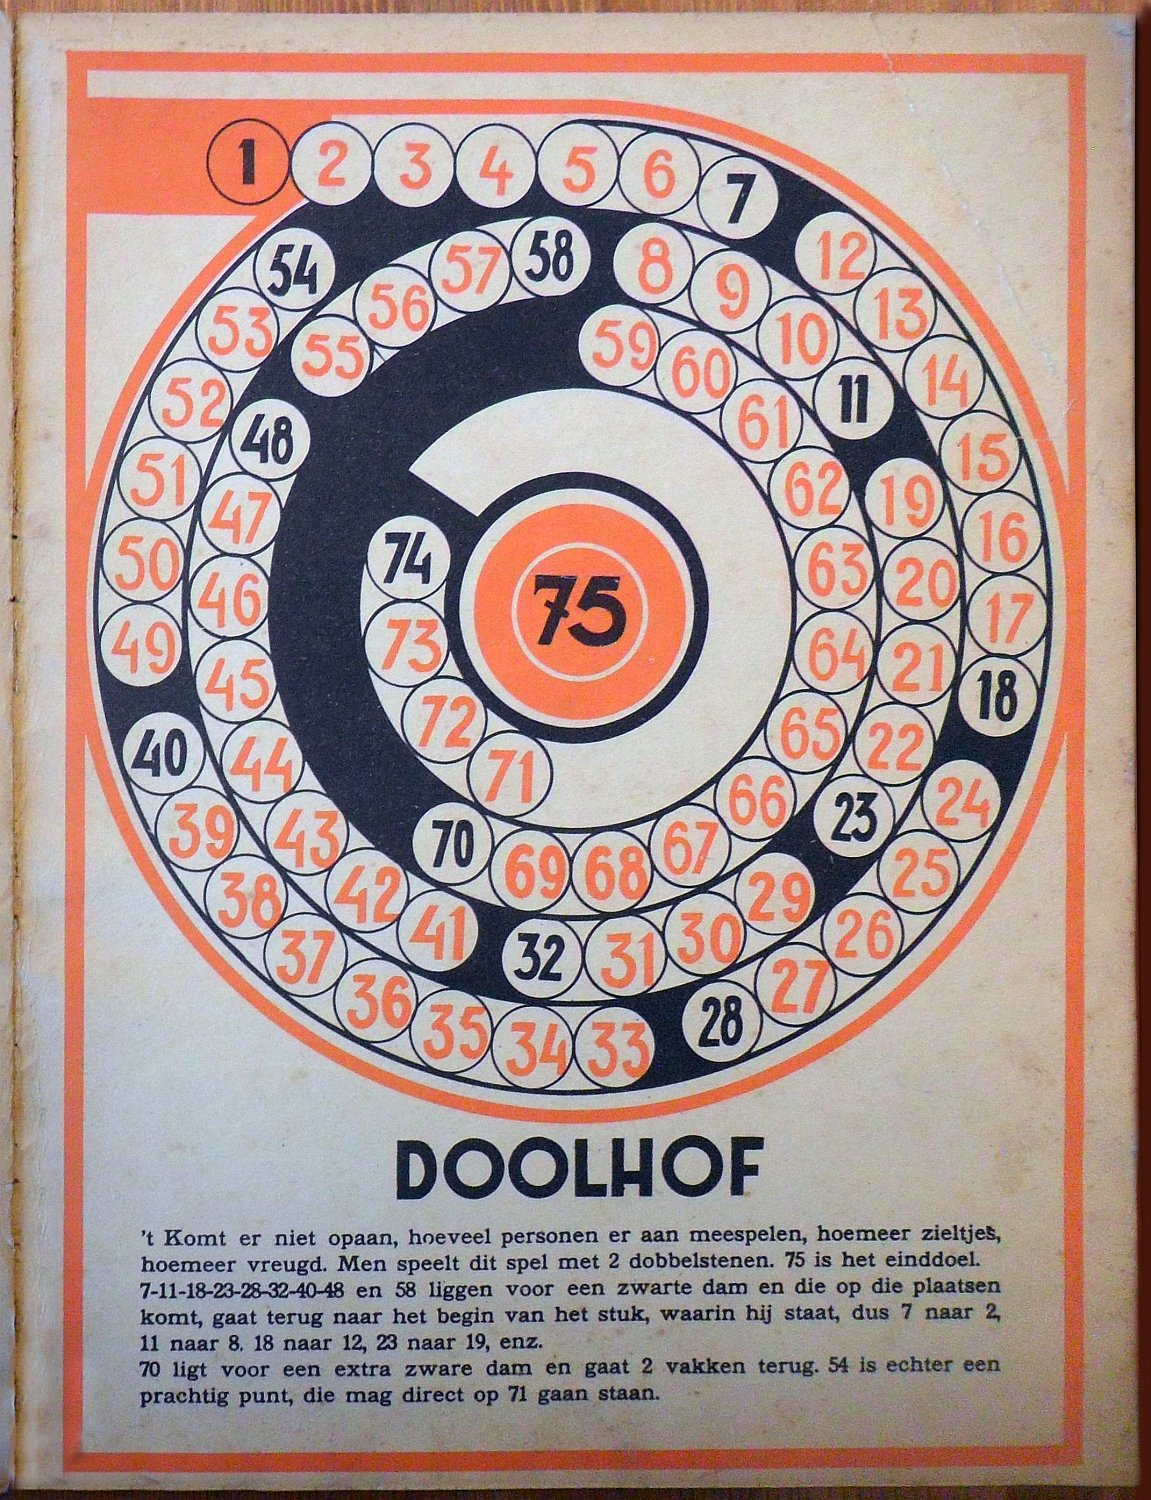 1 2 3 4 5 6 7
8 9 10 11
12 13 14 15 16 17 18
19 20 21 22 23
24 25 26 27 28
29 30 31 32
33 34 35 36 37 38 39 40
41 42 43 44 45 46 47 48
49 50 51 52 53 54
55 56 57 58
59 60 61 62 63 64 65 66 67 68 69 70
71 72 73 74
75
DOOLHOF
't Komt er niet opaan, hoeveel personen er aan meespelen, hoemeer zieltjes,
hoemeer vreugd. Men speelt dit spel met 2 dobbelstenen. 75 is het einddoel.
7-11-18-23-28-32-40-48 en 58 liggen voor een zwarte dam en die op die plaatsen
komt, gaat terug naar het begin van het stuk, waarin hij staat, dus 7 naar 2,
11 naar 8, 18 naar 12, 23 naar 19, enz.
70 ligt voor een extra zware dam en gaat 2 vakken terug. 54 is echter een
prachtig punt, die mag direct op 71 gaan staan.